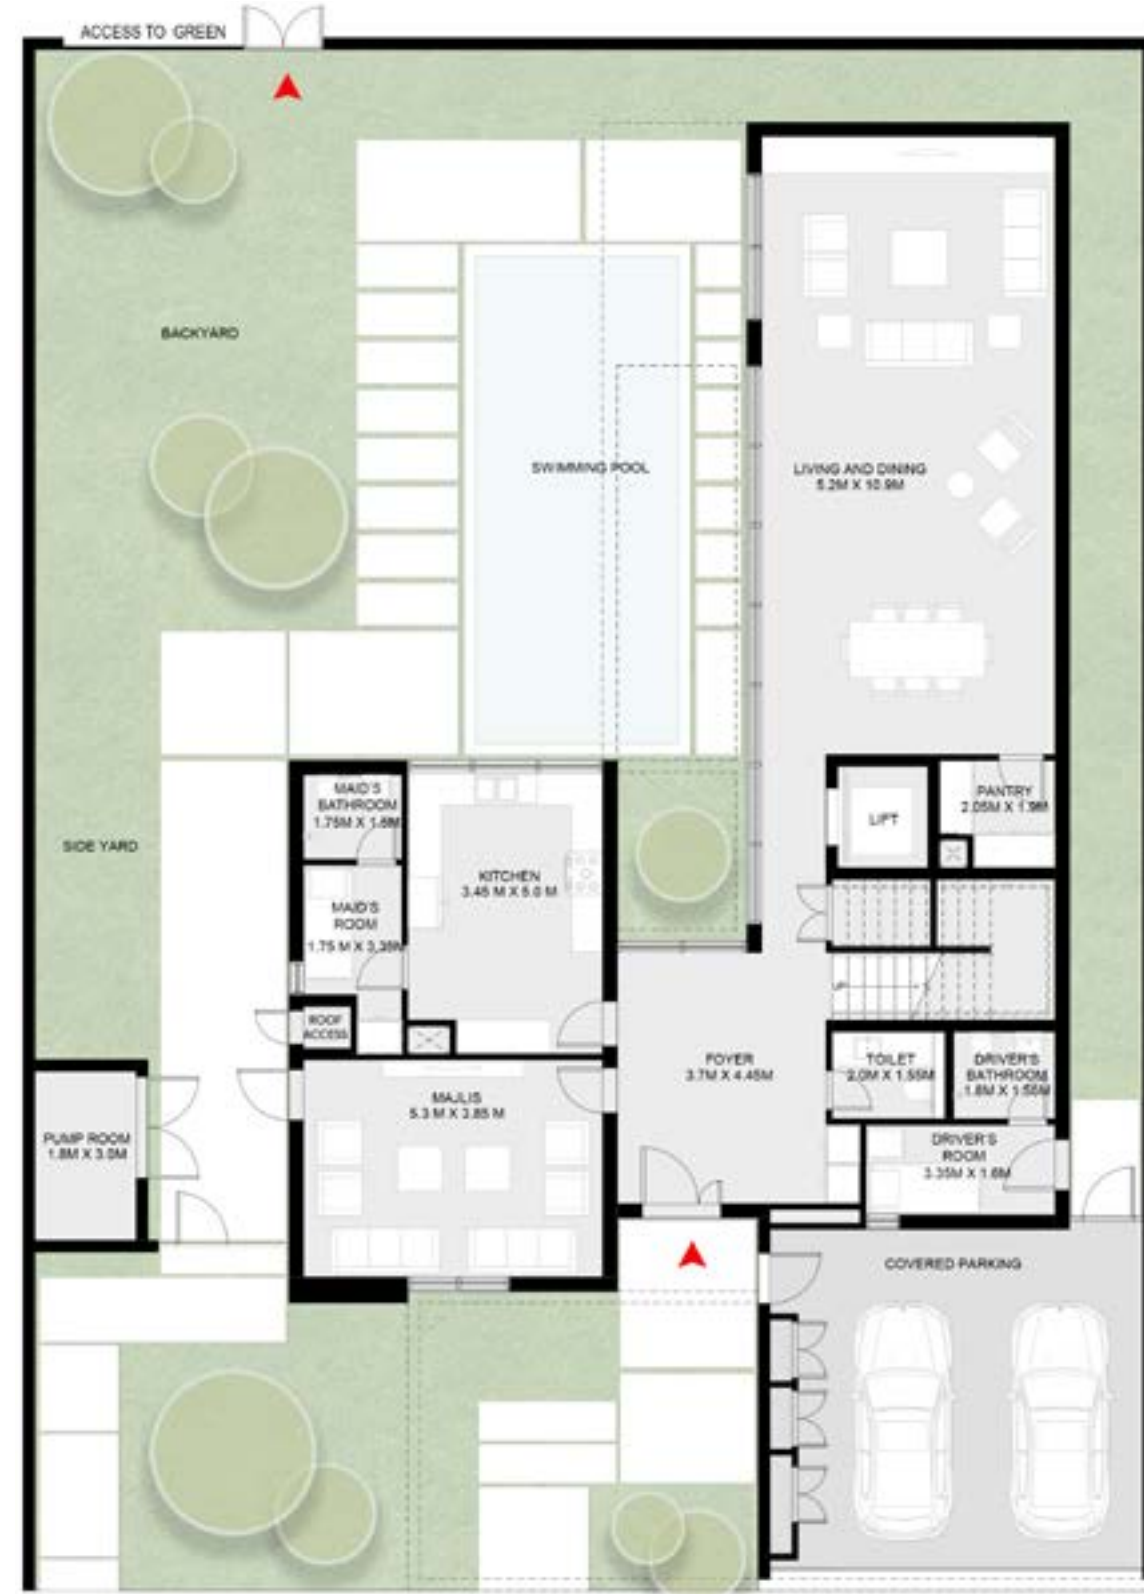 ACCESS TO GREEN
BACKYARD
SWIMMING POOL
LIVING AND DINING
5.2M X 10.9M
SIDE YARD
MAID'S
BATHROOM
1.75M X 1.6M
KITCHEN
3.45 M X 5.0 M
LIFT
PANTRY
2.05M X 1.9M
MAID'S
ROOM
1.75 M X 3.35M
ROOF
ACCESS
UP
FOYER
3.7M X 4.45M
TOILET
2.0M X 1.55M
DRIVER'S
BATHROOM
1.8M X 1.55M
MAJLIS
5.3 M X 3.85 M
PUMP ROOM
1.8M X 3.0M
DRIVER'S
ROOM
3.35M X 1.6M
COVERED PARKING